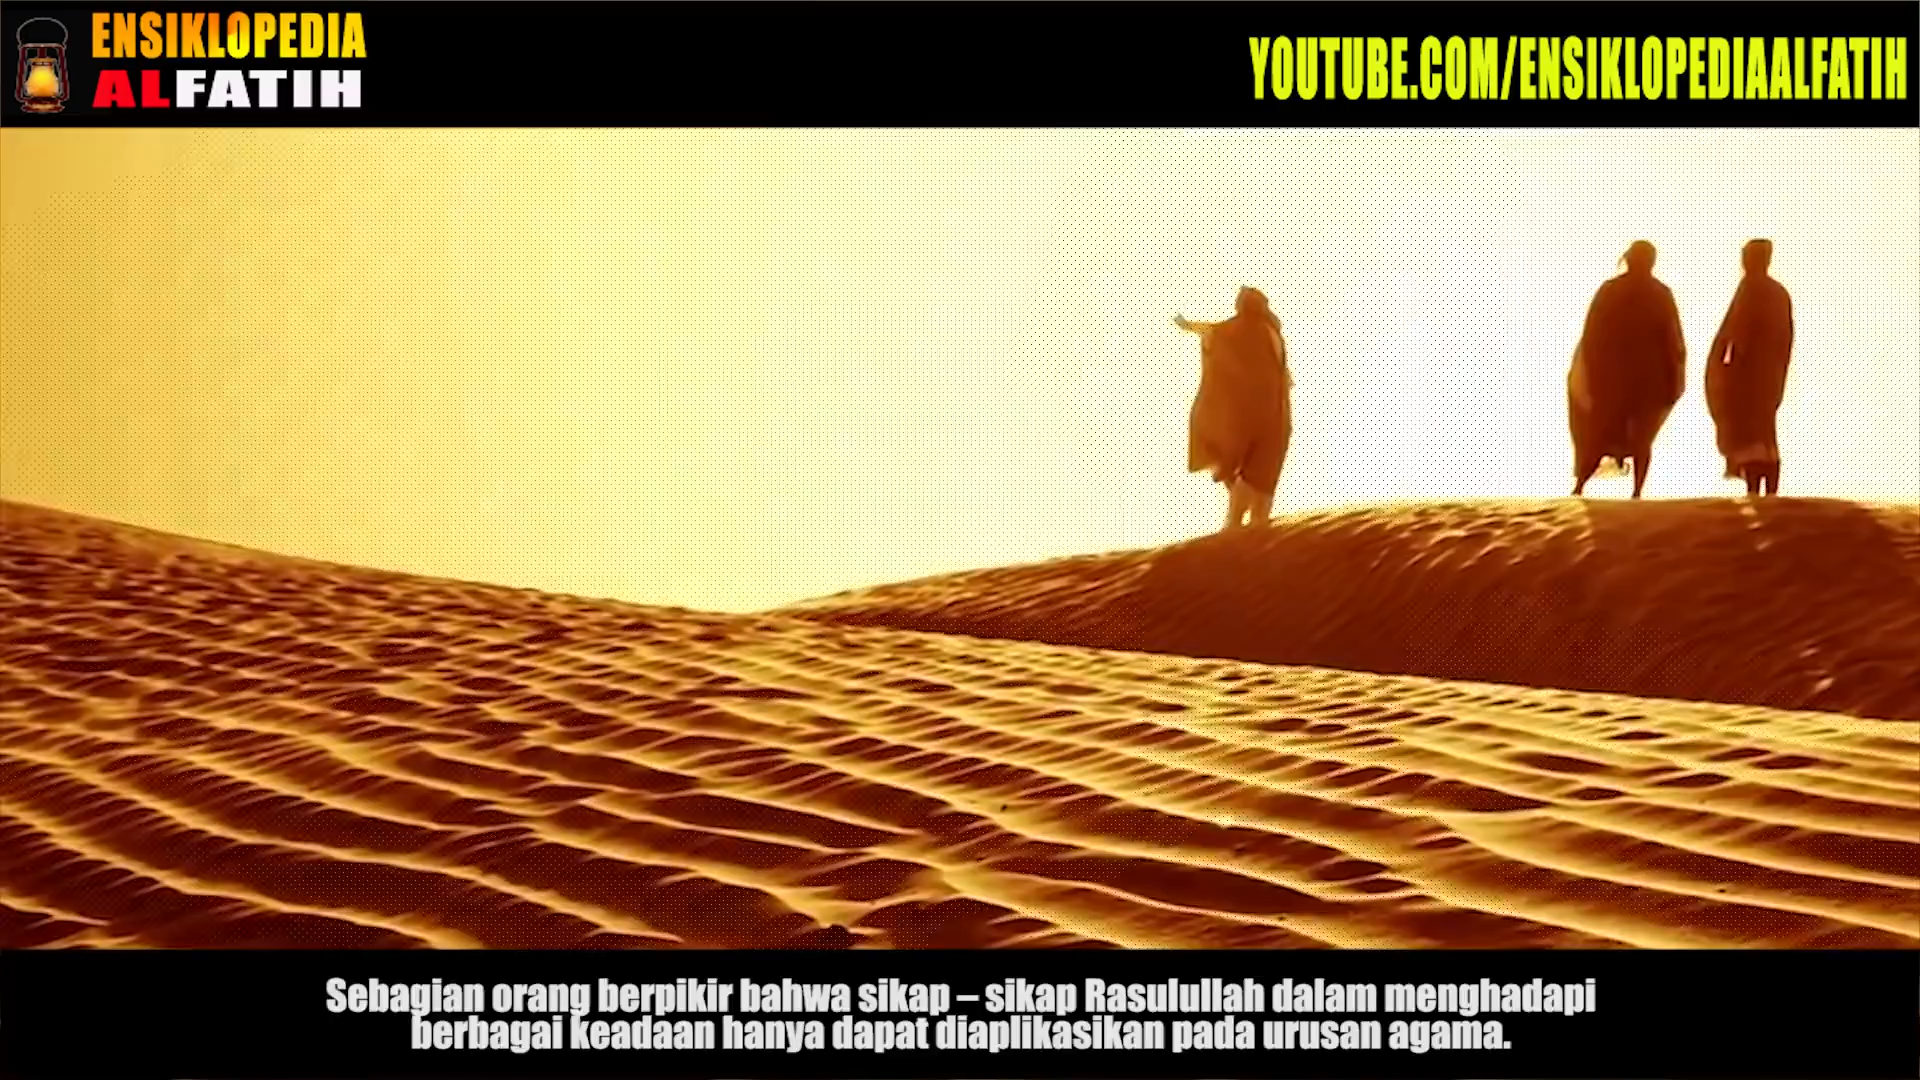 ENSIKLOPEDIA
ALFATIH
YOUTUBE.COM/ENSIKLOPEDIAALFATIH
Sebagian orang berpikir bahwa sikap – sikap Rasulullah dalam menghadapi
berbagai keadaan hanya dapat diaplikasikan pada urusan agama.